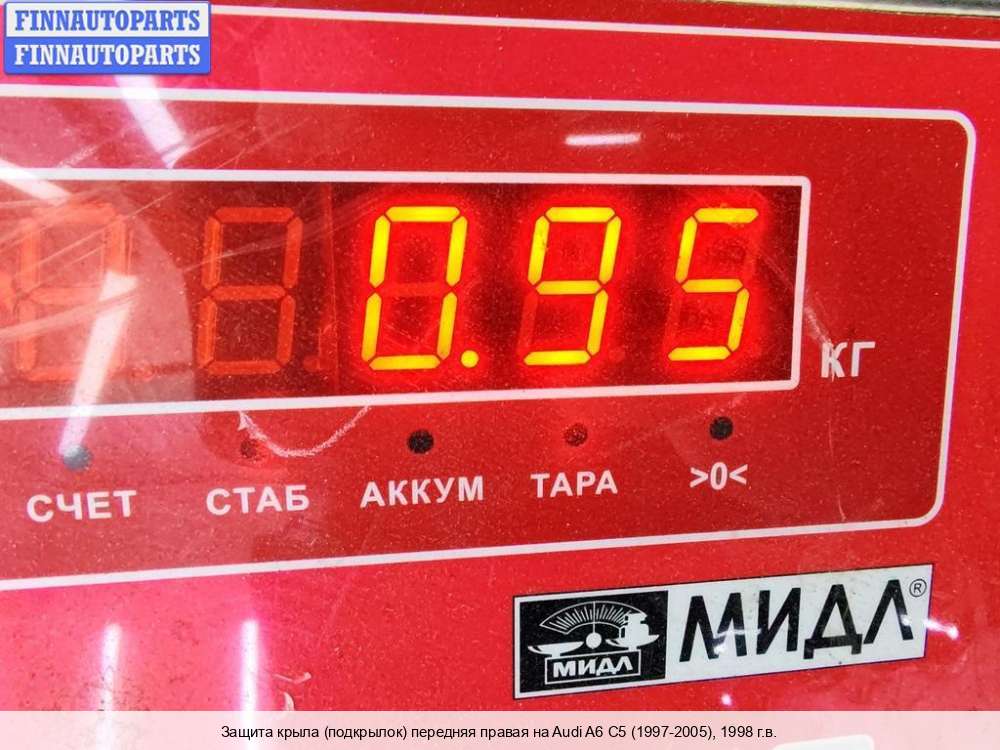 FINNAUTOPARTS
FINNAUTOPARTS
0.95
КГ
СЧЕТ СТАБ АККУМ ТАРА >0<
МИДЛ МИДЛ®
Защита крыла (подкрылок) передняя правая на Audi A6 C5 (1997-2005), 1998 г.в.